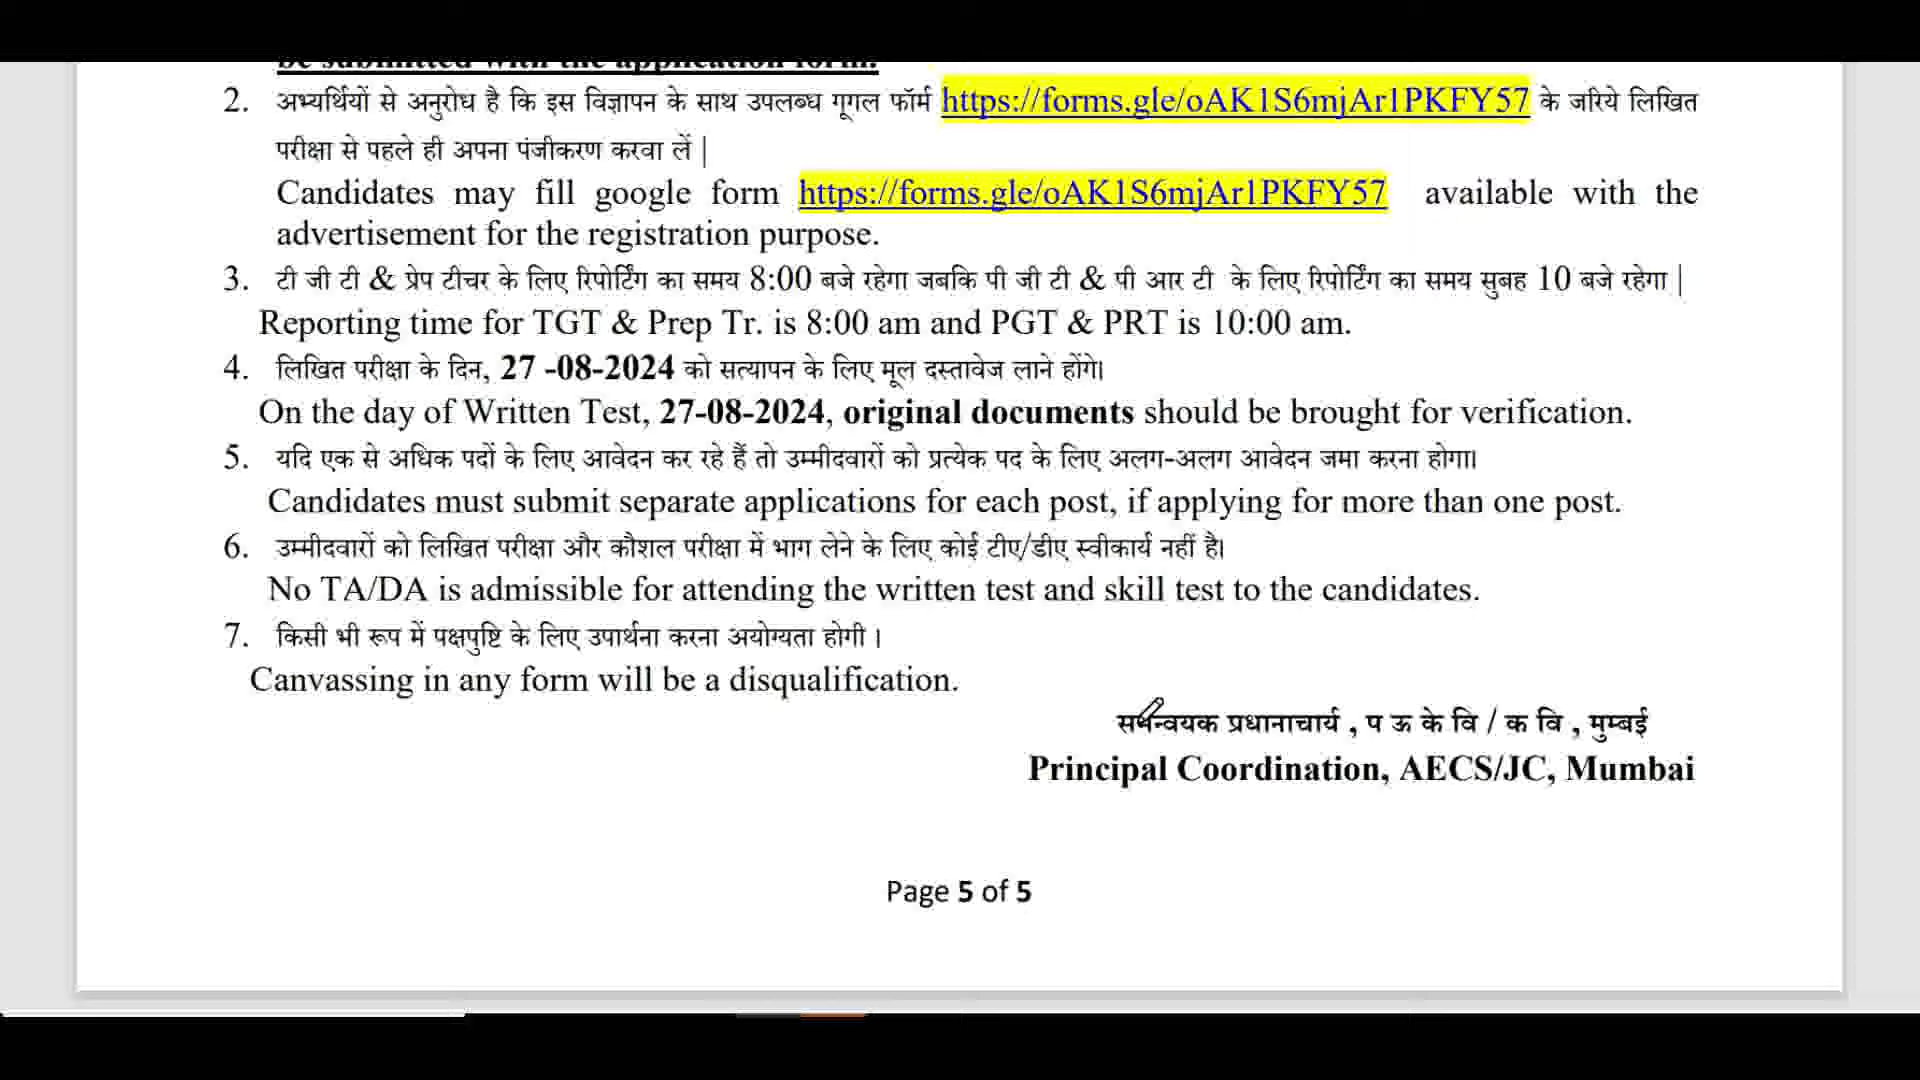 be submitted with the application form.
2. अभ्यर्थियों से अनुरोध है कि इस विज्ञापन के साथ उपलब्ध गूगल फॉर्म https://forms.gle/oAK1S6mjAr1PKFY57 के जरिये लिखित
परीक्षा से पहले ही अपना पंजीकरण करवा लें |
Candidates may fill google form https://forms.gle/oAK1S6mjAr1PKFY57 available with the
advertisement for the registration purpose.
3. टी जी टी & प्रेप टीचर के लिए रिपोर्टिंग का समय 8:00 बजे रहेगा जबकि पी जी टी & पी आर टी के लिए रिपोर्टिंग का समय सुबह 10 बजे रहेगा |
Reporting time for TGT & Prep Tr. is 8:00 am and PGT & PRT is 10:00 am.
4. लिखित परीक्षा के दिन, 27 -08-2024 को सत्यापन के लिए मूल दस्तावेज लाने होंगे।
On the day of Written Test, 27-08-2024, original documents should be brought for verification.
5. यदि एक से अधिक पदों के लिए आवेदन कर रहे हैं तो उम्मीदवारों को प्रत्येक पद के लिए अलग-अलग आवेदन जमा करना होगा।
Candidates must submit separate applications for each post, if applying for more than one post.
6. उम्मीदवारों को लिखित परीक्षा और कौशल परीक्षा में भाग लेने के लिए कोई टीए/डीए स्वीकार्य नहीं है।
No TA/DA is admissible for attending the written test and skill test to the candidates.
7. किसी भी रूप में पक्षपुष्टि के लिए उपार्थना करना अयोग्यता होगी ।
Canvassing in any form will be a disqualification.
समन्वयक प्रधानाचार्य , प ऊ के वि / क वि , मुम्बई
Principal Coordination, AECS/JC, Mumbai
Page 5 of 5